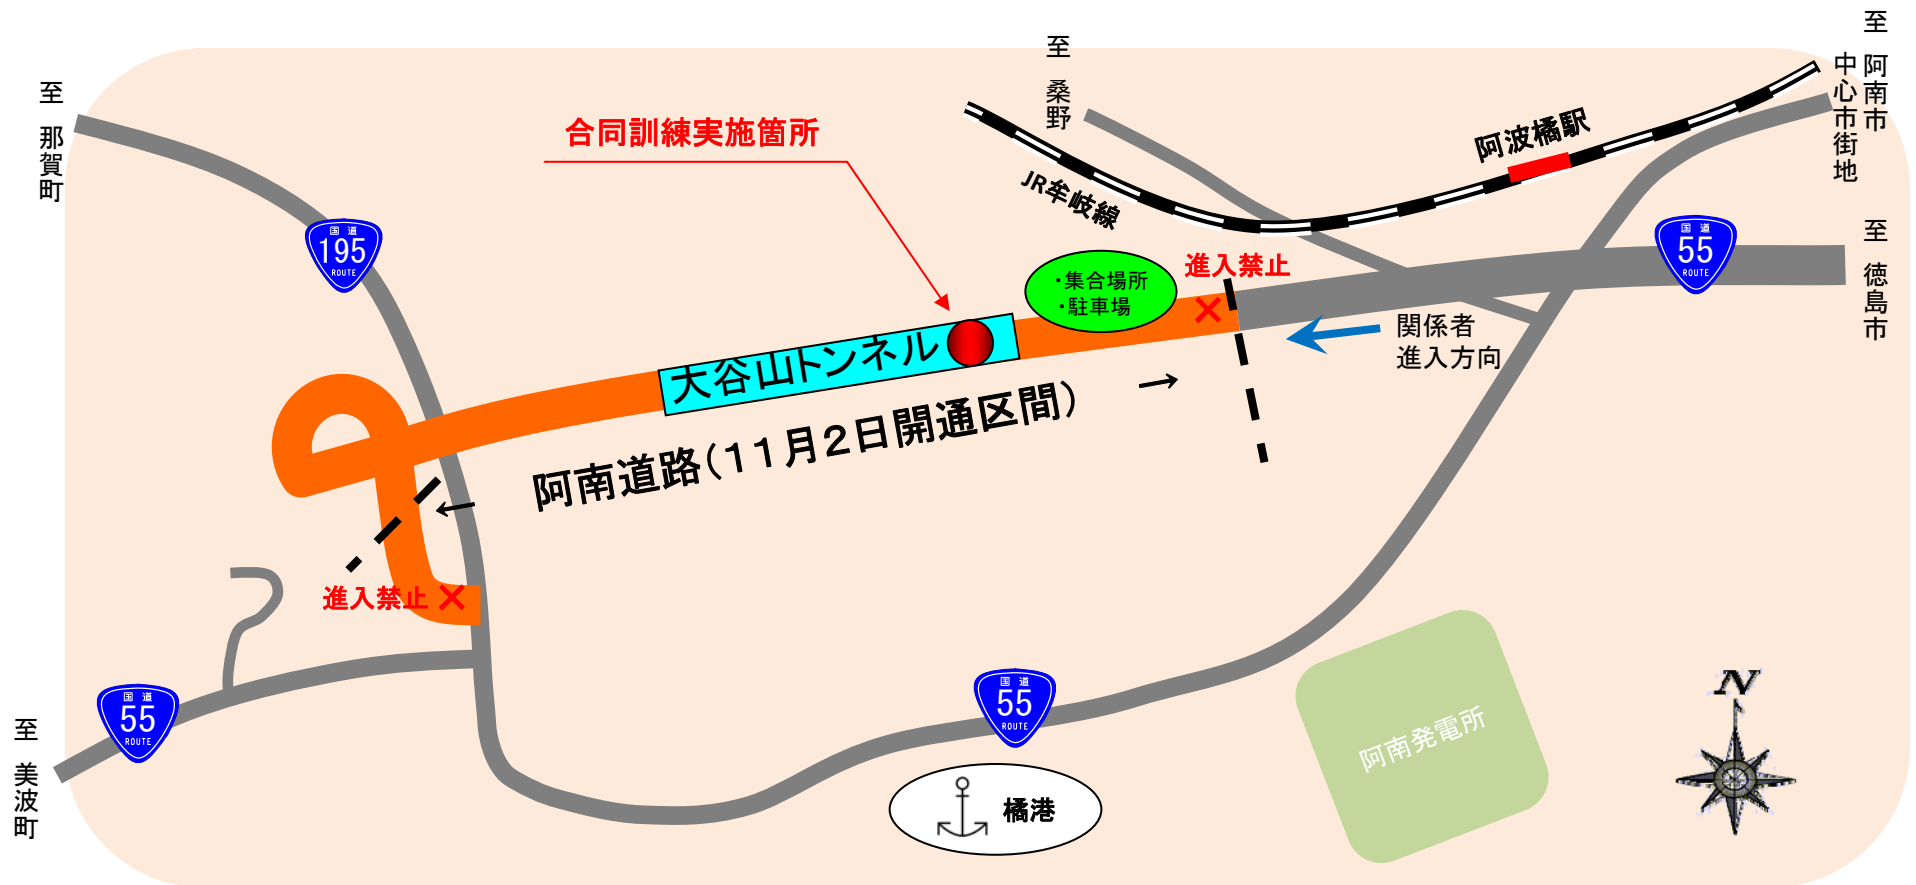 至 阿南市
中心市街地
至 桑野
至 那賀町
合同訓練実施箇所
阿波橘駅
JR牟岐線
国道
195
ROUTE
国道
55
ROUTE
至 徳島市
進入禁止
・集合場所
・駐車場
関係者
進入方向
大谷山トンネル
阿南道路(11月2日開通区間)
→
←
進入禁止
国道
55
ROUTE
国道
55
ROUTE
至 美波町
橘港
阿南発電所
N